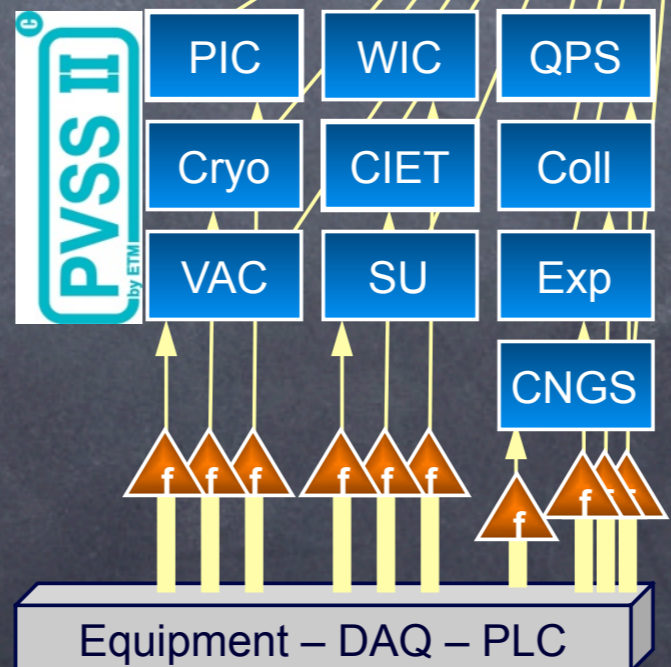 ©
PVSS II
by ETM
PIC
WIC
QPS
Cryo
CIET
Coll
VAC
SU
Exp
CNGS
f
f
f
f
f
f
f
f
f
f
Equipment – DAQ – PLC